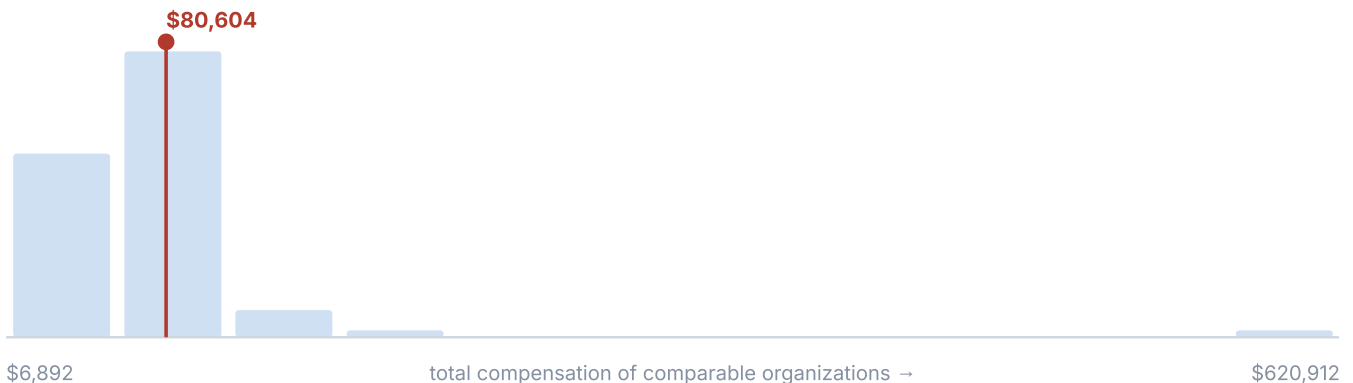 $80,604
$6,892
total compensation of comparable organizations →
$620,912